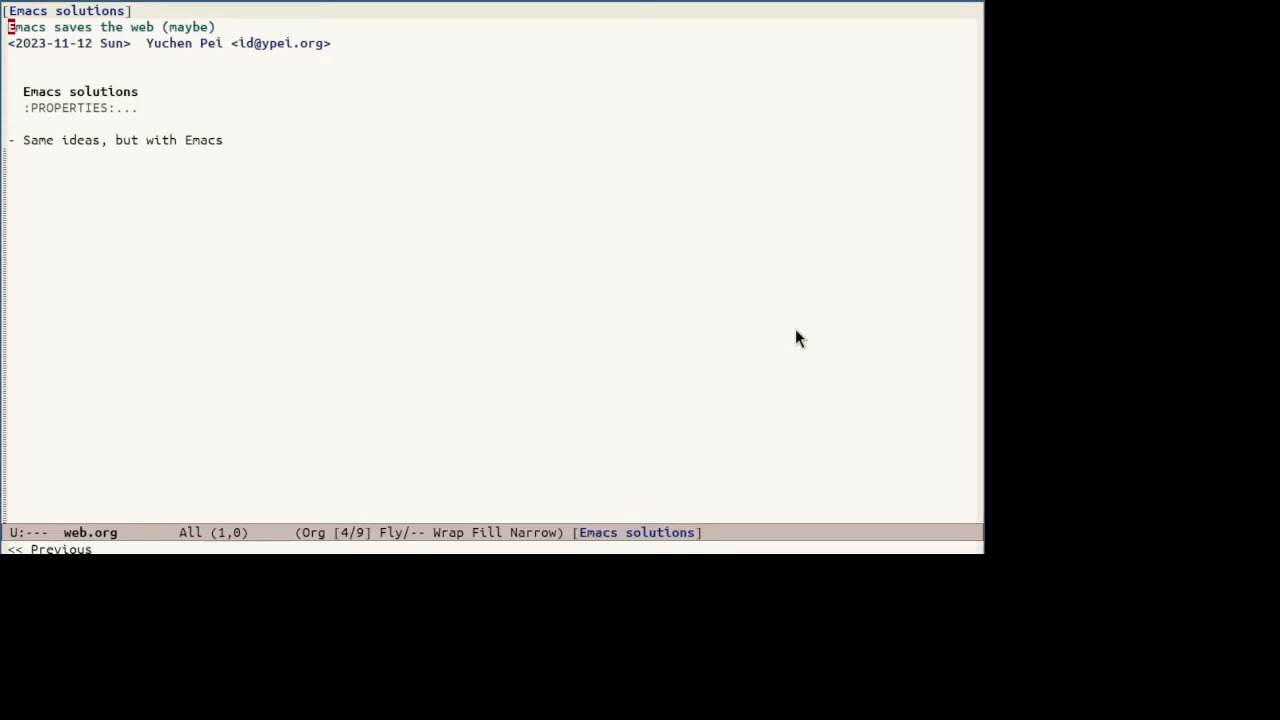 [Emacs solutions]
Emacs saves the web (maybe)
<2023-11-12 Sun>  Yuchen Pei <id@ypei.org>
Emacs solutions
:PROPERTIES:...
- Same ideas, but with Emacs
U:---  web.org        All (1,0)      (Org [4/9] Fly/-- Wrap Fill Narrow) [Emacs solutions]
<< Previous